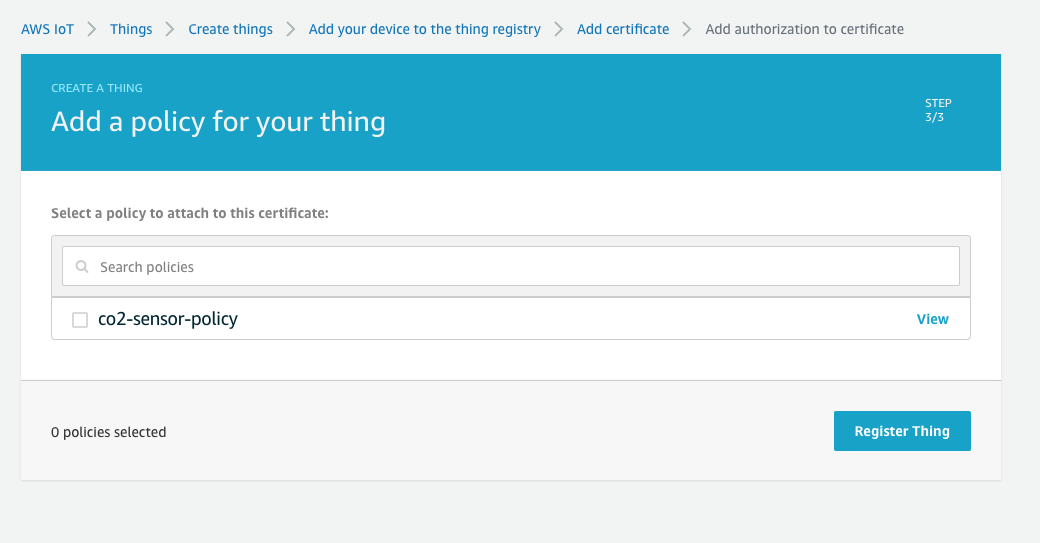 AWS IoT Things Create things Add your device to the thing registry Add certificate Add authorization to certificate
CREATE A THING
Add a policy for your thing
STEP
3/3
Select a policy to attach to this certificate:
Search policies
co2-sensor-policy View
0 policies selected Register Thing